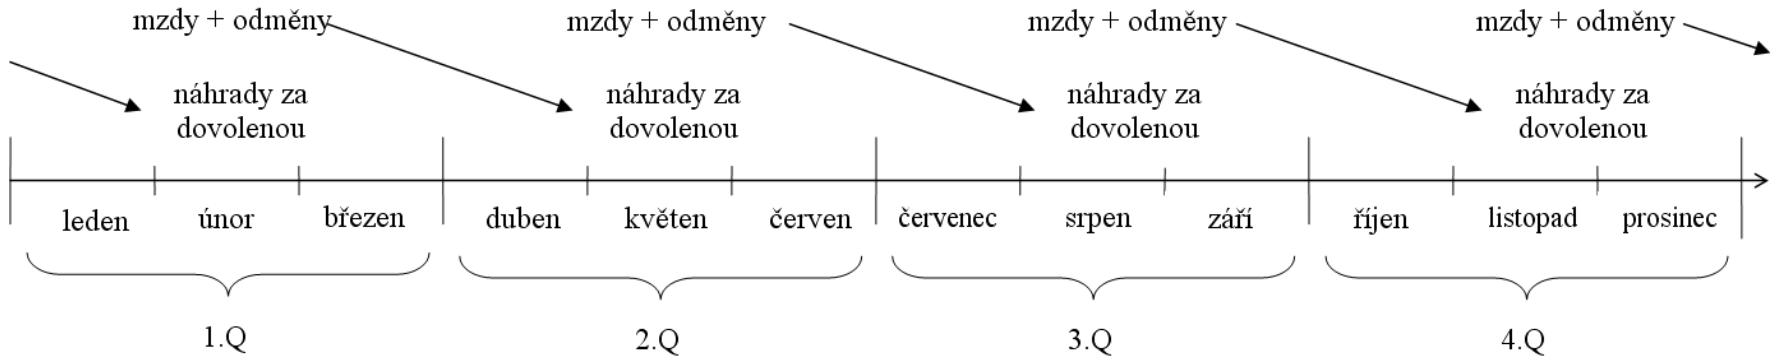 mzdy + odměny
mzdy + odměny
mzdy + odměny
mzdy + odměny
náhrady za
dovolenou
náhrady za
dovolenou
náhrady za
dovolenou
náhrady za
dovolenou
leden
únor
březen
duben
květen
červen
červenec
srpen
září
říjen
listopad
prosinec
1.Q
2.Q
3.Q
4.Q